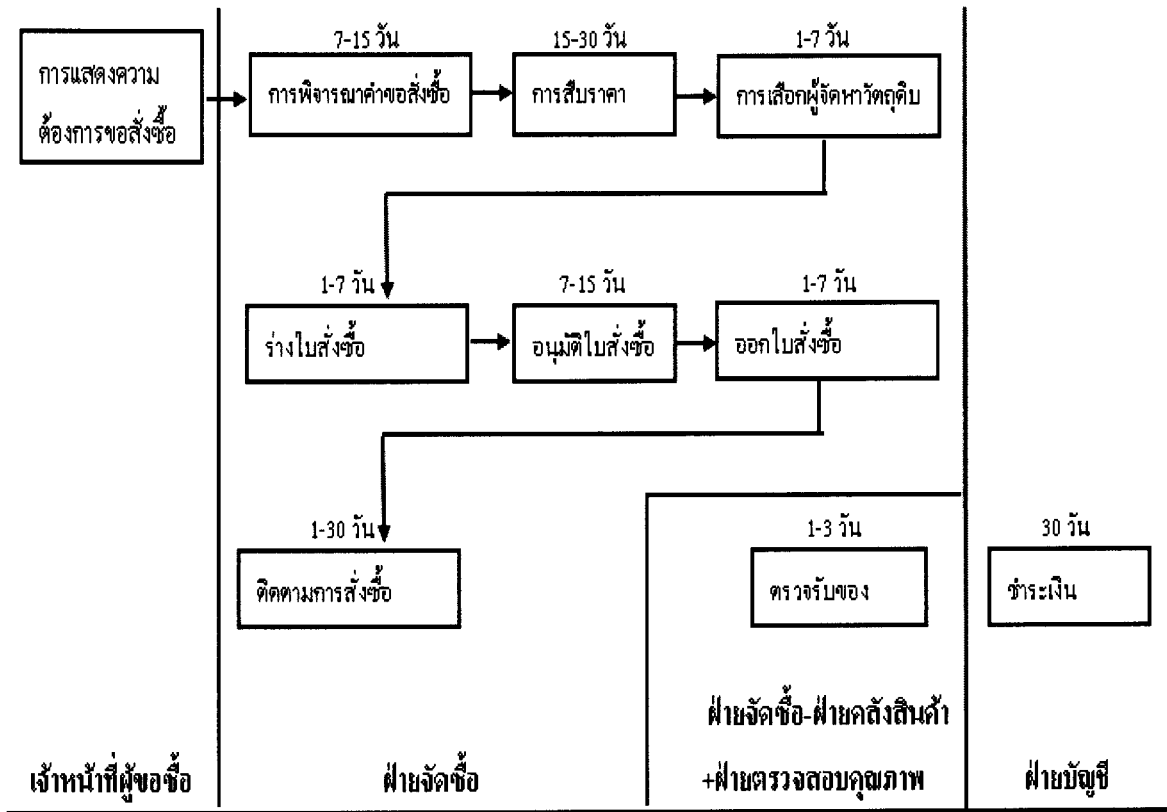 การแสดงความ
ต้องการขอสั่งซื้อ
7-15 วัน
การพิจารณาคำขอสั่งซื้อ
15-30 วัน
การสืบราคา
1-7 วัน
การเลือกผู้จัดหาวัตถุดิบ
1-7 วัน
ร่างใบสั่งซื้อ
7-15 วัน
อนุมัติใบสั่งซื้อ
1-7 วัน
ออกใบสั่งซื้อ
1-30 วัน
ติดตามการสั่งซื้อ
1-3 วัน
ตรวจรับของ
30 วัน
ชำระเงิน
เจ้าหน้าที่ผู้ขอซื้อ
ฝ่ายจัดซื้อ
ฝ่ายจัดซื้อ-ฝ่ายคลังสินค้า
+ฝ่ายตรวจสอบคุณภาพ
ฝ่ายบัญชี